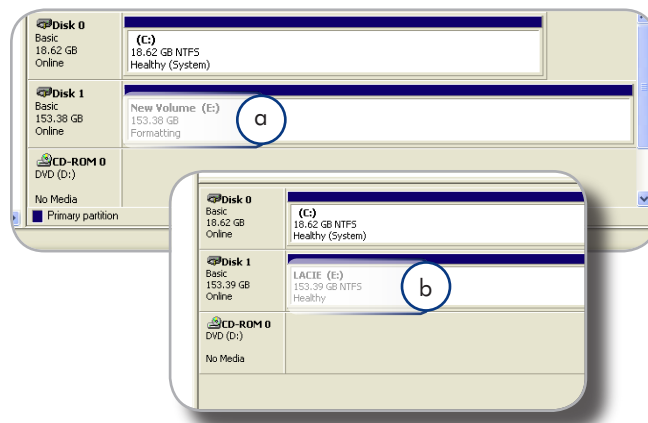 Disk 0
Basic
18.62 GB
Online
(C:)
18.62 GB NTFS
Healthy (System)
Disk 1
Basic
153.38 GB
Online
New Volume (E:)
153.38 GB
Formatting
a
CD-ROM 0
DVD (D:)
No Media
Primary partition
Disk 0
Basic
18.62 GB
Online
(C:)
18.62 GB NTFS
Healthy (System)
Disk 1
Basic
153.39 GB
Online
LACIE (E:)
153.39 GB NTFS
Healthy
b
CD-ROM 0
DVD (D:)
No Media